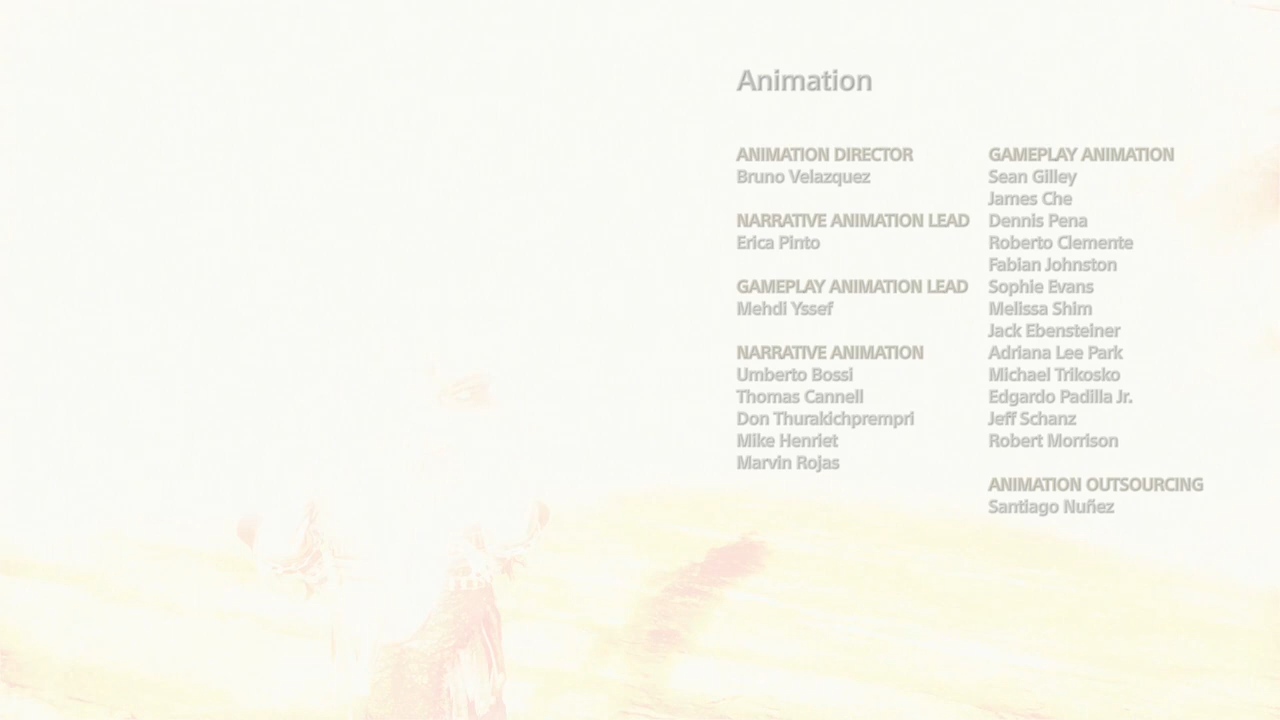 Animation
ANIMATION DIRECTOR
Bruno Velazquez
NARRATIVE ANIMATION LEAD
Erica Pinto
GAMEPLAY ANIMATION LEAD
Mehdi Yssef
NARRATIVE ANIMATION
Umberto Bossi
Thomas Cannell
Don Thurakichprempri
Mike Henriet
Marvin Rojas
GAMEPLAY ANIMATION
Sean Gilley
James Che
Dennis Pena
Roberto Clemente
Fabian Johnston
Sophie Evans
Melissa Shim
Jack Ebensteiner
Adriana Lee Park
Michael Trikosko
Edgardo Padilla Jr.
Jeff Schanz
Robert Morrison
ANIMATION OUTSOURCING
Santiago Nuñez